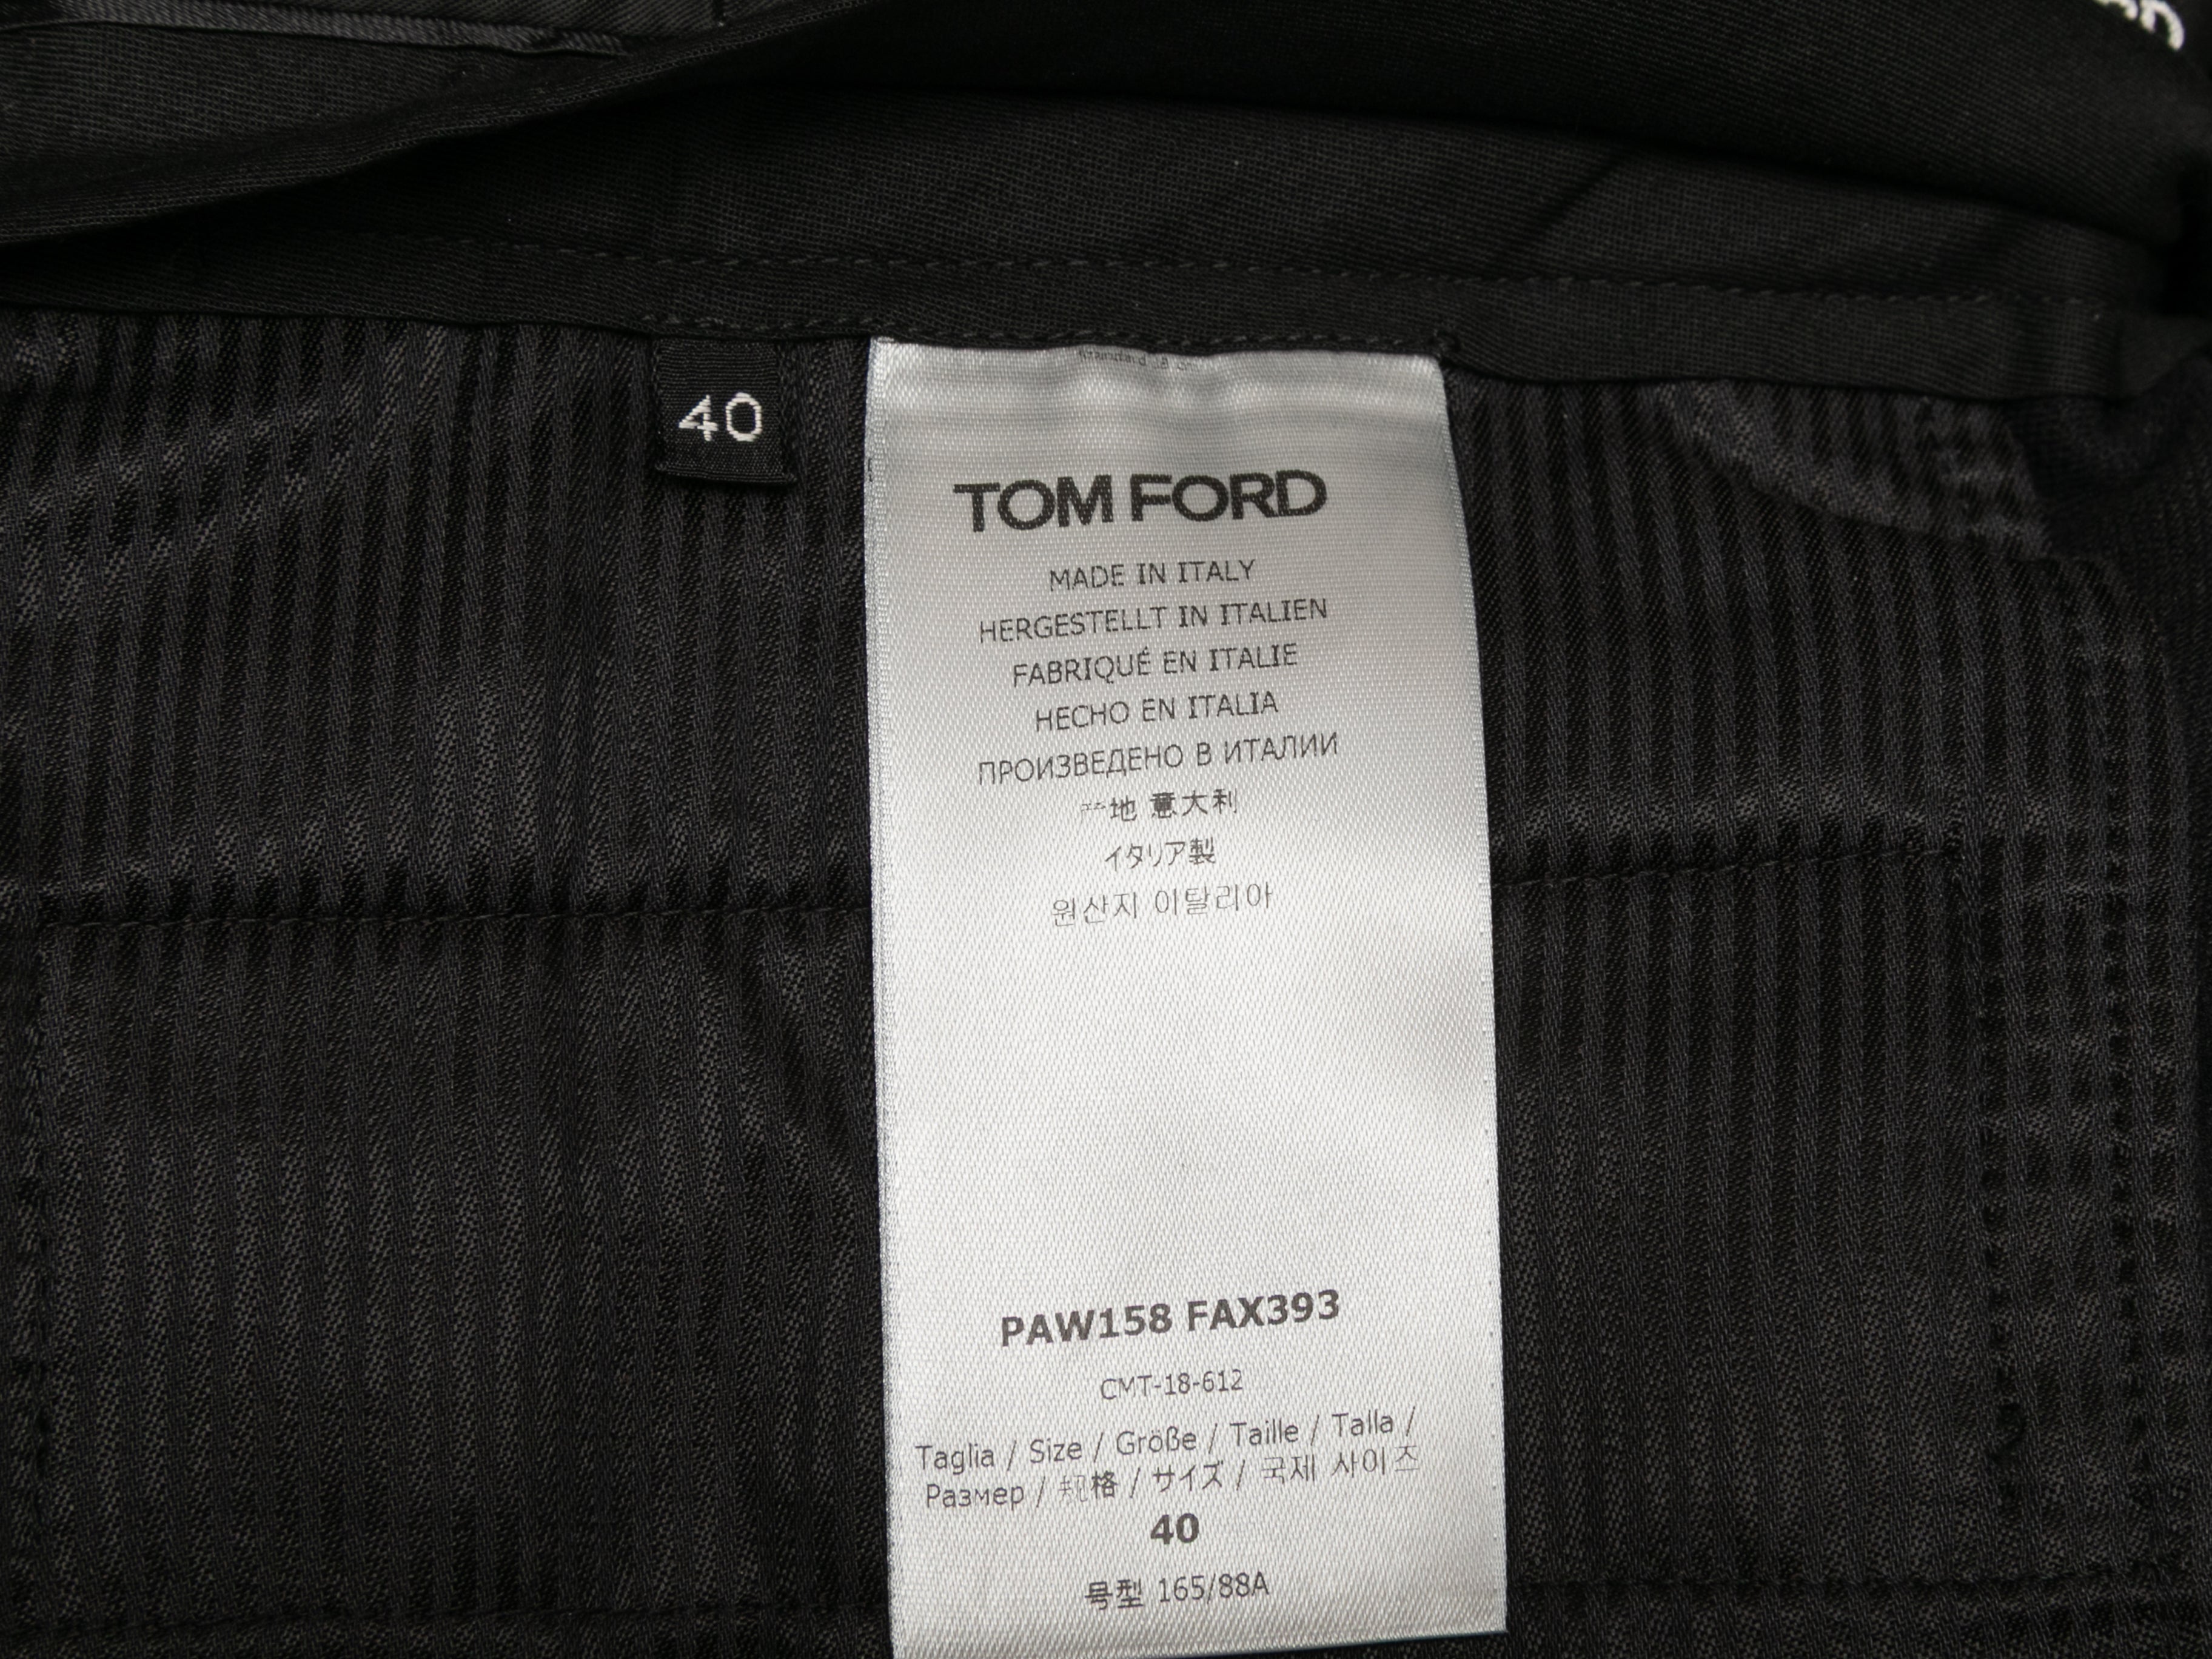 40
TOM FORD
MADE IN ITALY
HERGESTELLT IN ITALIEN
FABRIQUÉ EN ITALIE
HECHO EN ITALIA
ПРОИЗВЕДЕНО В ИТАЛИИ
地 意大利
イタリア製
원산지 이탈리아
PAW158 FAX393
CMT-18-612
Taglia / Size / Größe / Taille / Talla /
Размер / 规格 / サイズ / 국제 사이즈
40
号型 165/88A